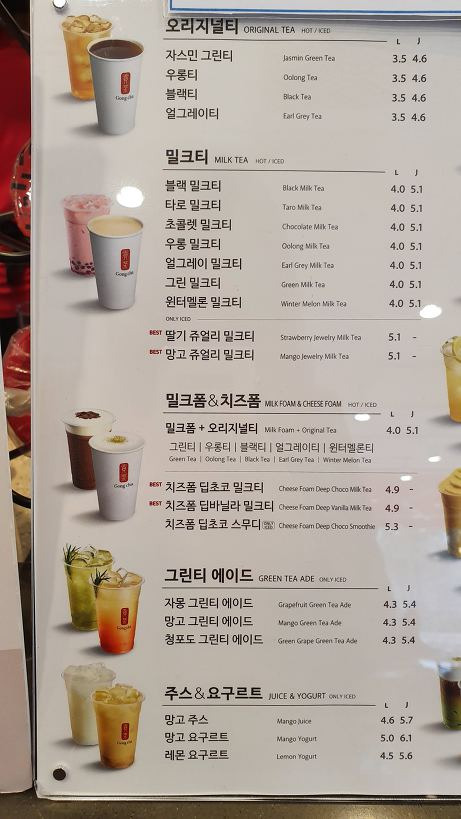 오리지널티 ORIGINAL TEA HOT / ICED
L J
자스민 그린티 Jasmin Green Tea 3.5 4.6
우롱티 Oolong Tea 3.5 4.6
블랙티 Black Tea 3.5 4.6
얼그레이티 Earl Grey Tea 3.5 4.6
밀크티 MILK TEA HOT / ICED
L J
블랙 밀크티 Black Milk Tea 4.0 5.1
타로 밀크티 Taro Milk Tea 4.0 5.1
초콜렛 밀크티 Chocolate Milk Tea 4.0 5.1
우롱 밀크티 Oolong Milk Tea 4.0 5.1
얼그레이 밀크티 Earl Grey Milk Tea 4.0 5.1
그린 밀크티 Green Milk Tea 4.0 5.1
윈터멜론 밀크티 Winter Melon Milk Tea 4.0 5.1
ONLY ICED
BEST 딸기 쥬얼리 밀크티 Strawberry Jewelry Milk Tea 5.1 -
BEST 망고 쥬얼리 밀크티 Mango Jewelry Milk Tea 5.1 -
밀크폼&치즈폼 MILK FOAM & CHEESE FOAM HOT / ICED
L J
밀크폼 + 오리지널티 Milk Foam + Original Tea 4.0 5.1
그린티 | 우롱티 | 블랙티 | 얼그레이티 | 윈터멜론티
Green Tea | Oolong Tea | Black Tea | Earl Grey Tea | Winter Melon Tea
BEST 치즈폼 딥초코 밀크티 Cheese Foam Deep Choco Milk Tea 4.9 -
BEST 치즈폼 딥바닐라 밀크티 Cheese Foam Deep Vanilla Milk Tea 4.9 -
치즈폼 딥초코 스무디 ONLY ICED Cheese Foam Deep Choco Smoothie 5.3 -
그린티 에이드 GREEN TEA ADE ONLY ICED
L J
자몽 그린티 에이드 Grapefruit Green Tea Ade 4.3 5.4
망고 그린티 에이드 Mango Green Tea Ade 4.3 5.4
청포도 그린티 에이드 Green Grape Green Tea Ade 4.3 5.4
주스&요구르트 JUICE & YOGURT ONLY ICED
L J
망고 주스 Mango Juice 4.6 5.7
망고 요구르트 Mango Yogurt 5.0 6.1
레몬 요구르트 Lemon Yogurt 4.5 5.6
Gong cha
Gong cha
Gong cha
Gong cha
Gong cha